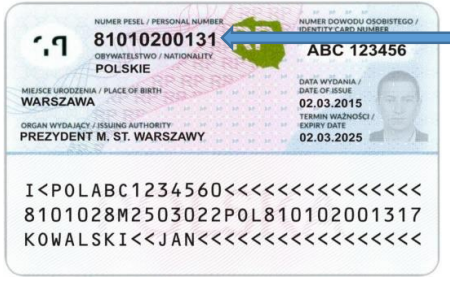 NUMER PESEL / PERSONAL NUMBER
81010200131
OBYWATELSTWO / NATIONALITY
POLSKIE
MIEJSCE URODZENIA / PLACE OF BIRTH
WARSZAWA
ORGAN WYDAJĄCY / ISSUING AUTHORITY
PREZYDENT M. ST. WARSZAWY
NUMER DOWODU OSOBISTEGO /
IDENTITY CARD NUMBER
ABC 123456
DATA WYDANIA /
DATE OF ISSUE
02.03.2015
TERMIN WAŻNOŚCI /
EXPIRY DATE
02.03.2025
I<POLABC1234560<<<<<<<<<<<<<<<
8101028M2503022POL810102001317
KOWALSKI<<JAN<<<<<<<<<<<<<<<<<